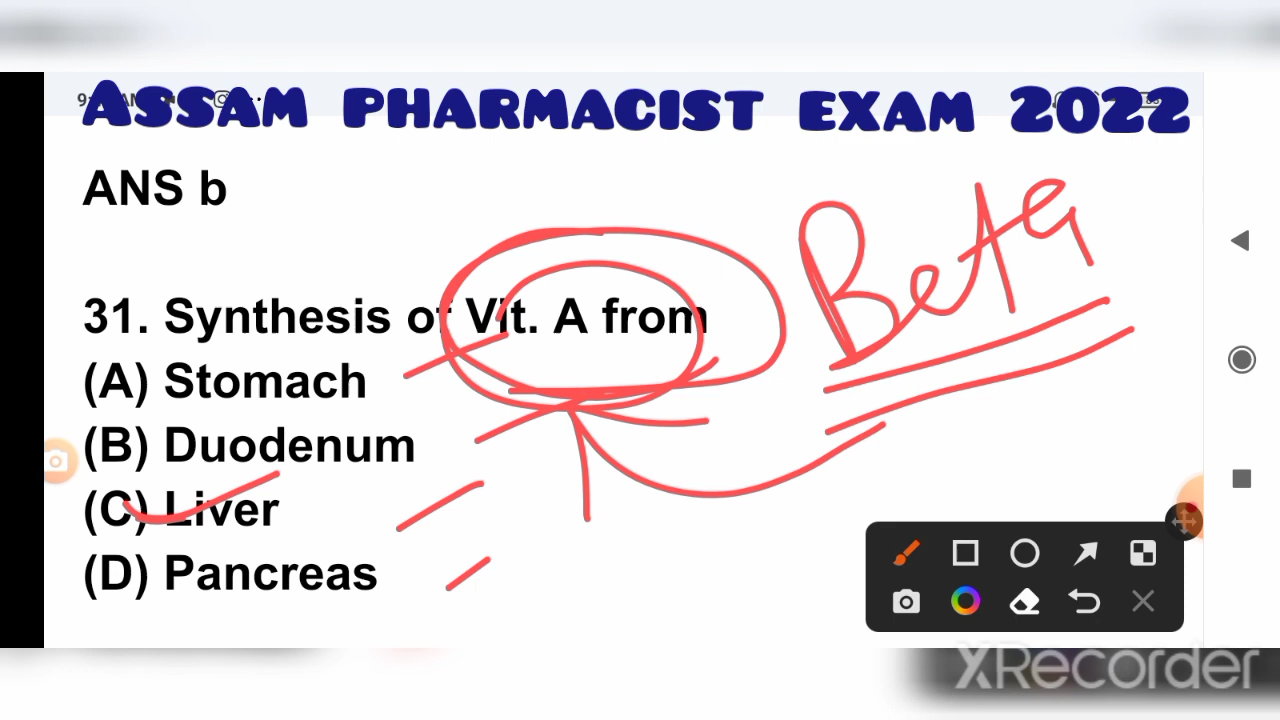 ASSAM PHARMACIST EXAM 2022
ANS b
Beta
31. Synthesis of Vit. A from
(A) Stomach
(B) Duodenum
(C) Liver
(D) Pancreas
XRecorder